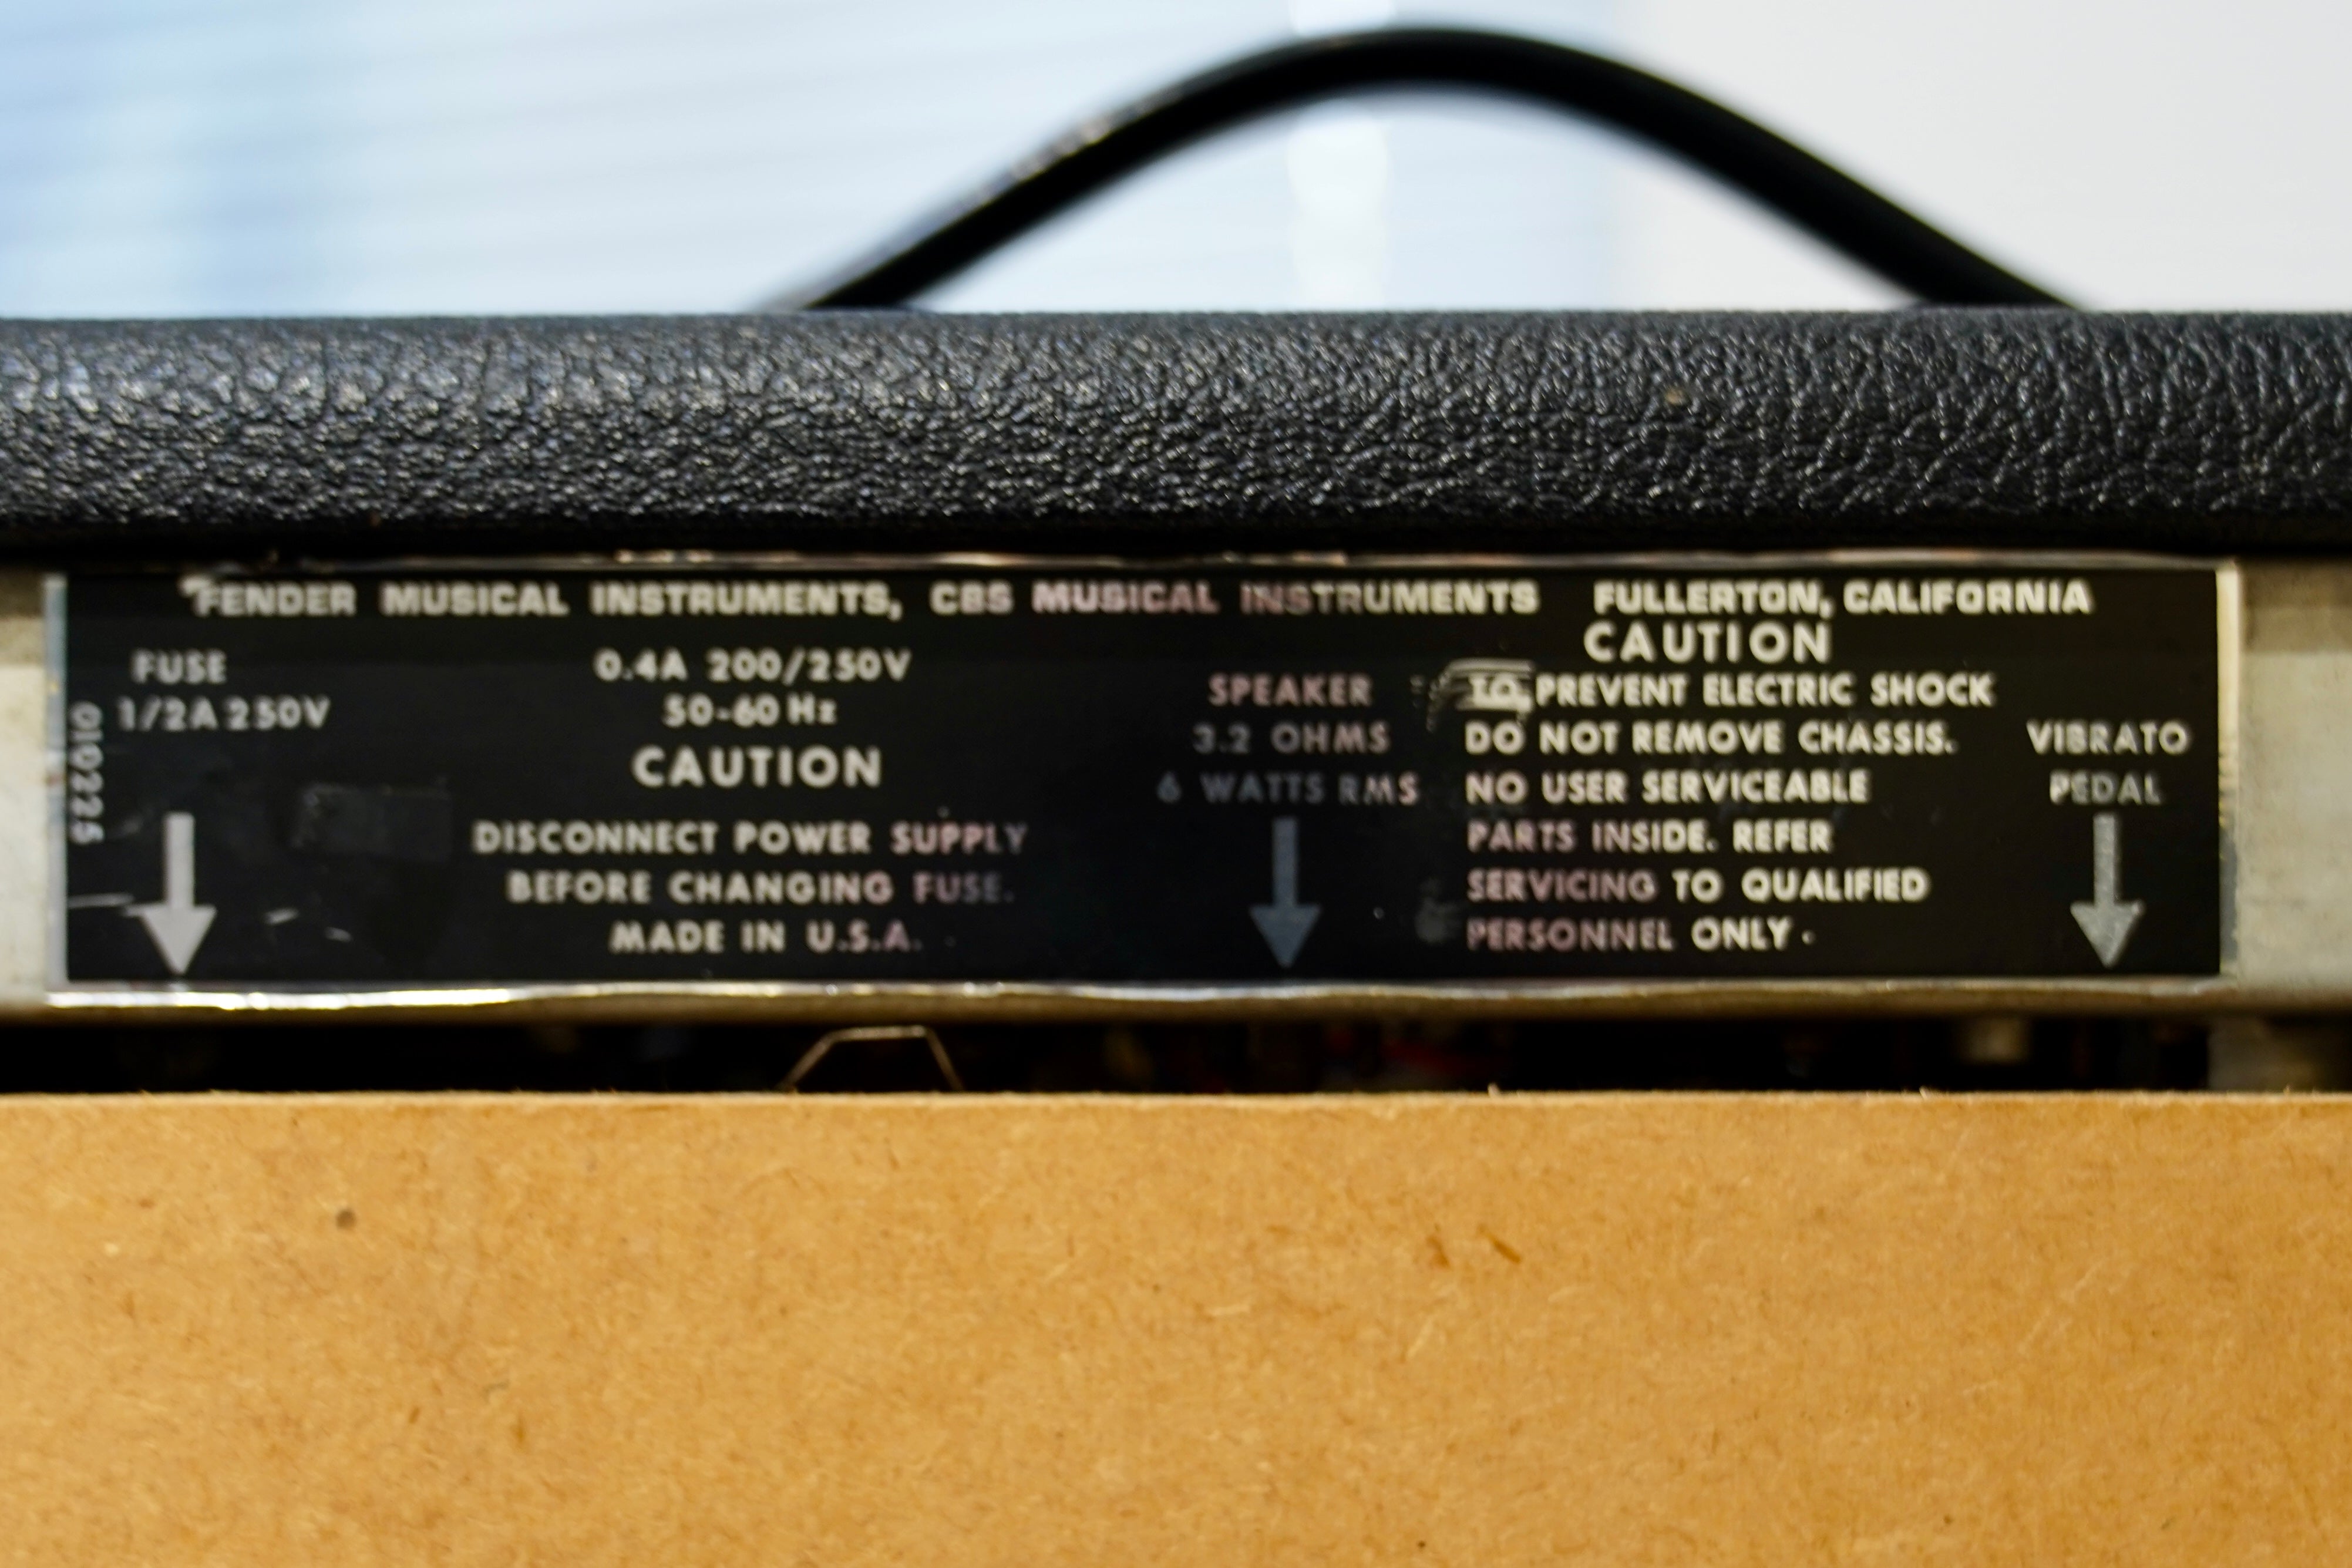 FENDER MUSICAL INSTRUMENTS, CBS MUSICAL INSTRUMENTS FULLERTON, CALIFORNIA
FUSE
1/2A 250V
010225
0.4A 200/250V
50-60 Hz
CAUTION
DISCONNECT POWER SUPPLY
BEFORE CHANGING FUSE.
MADE IN U.S.A.
SPEAKER
3.2 OHMS
6 WATTS RMS
CAUTION
TO PREVENT ELECTRIC SHOCK
DO NOT REMOVE CHASSIS.
NO USER SERVICEABLE
PARTS INSIDE. REFER
SERVICING TO QUALIFIED
PERSONNEL ONLY.
VIBRATO
PEDAL